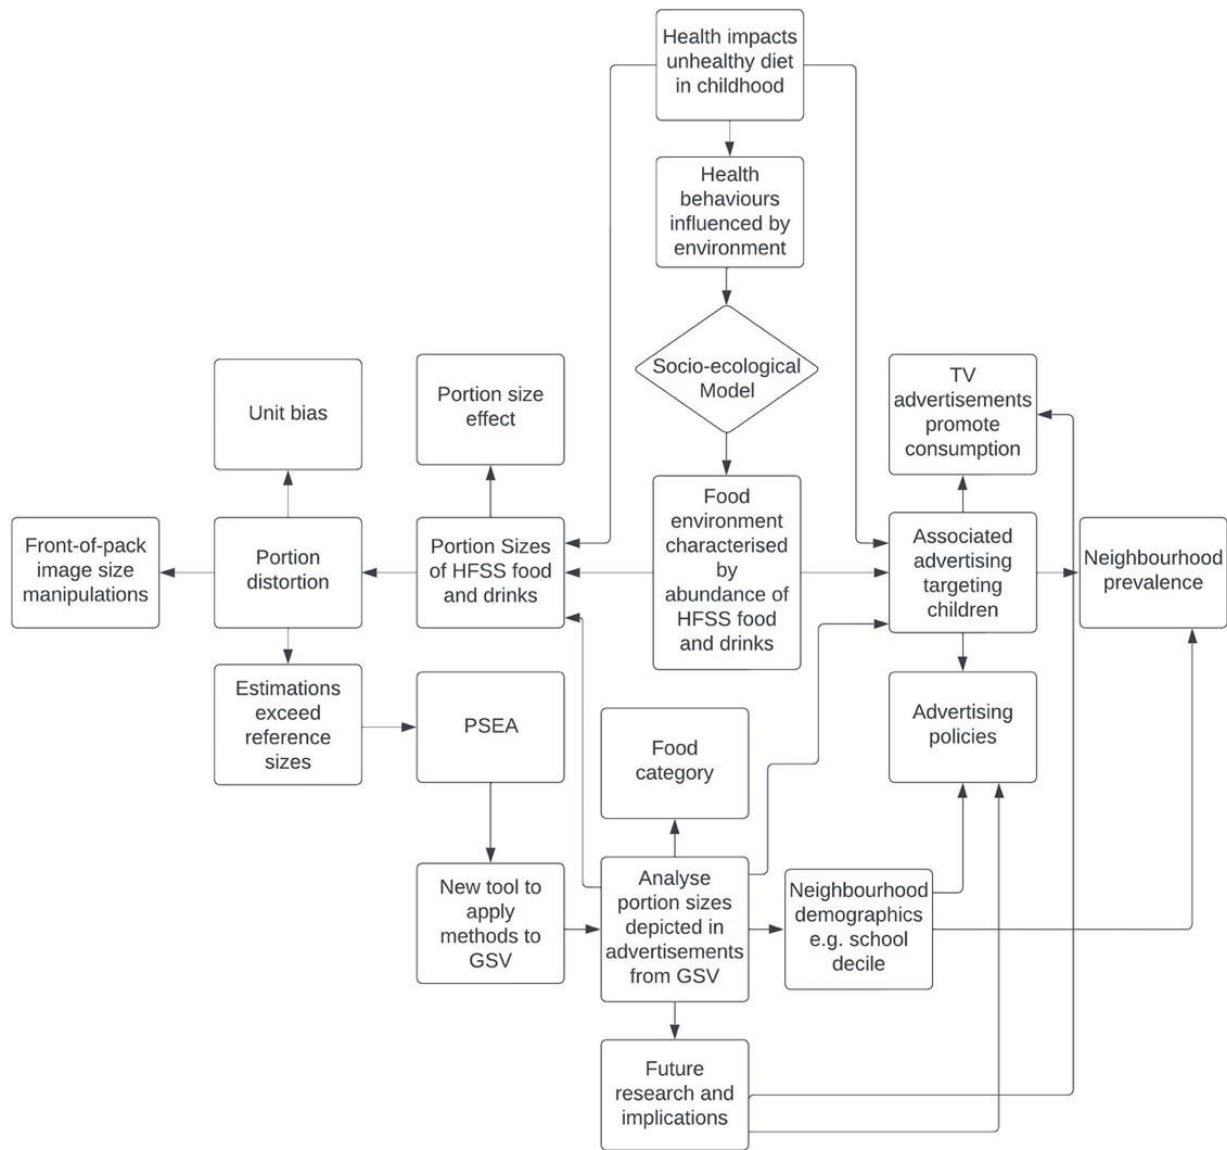 Health impacts
unhealthy diet
in childhood
Health
behaviours
influenced by
environment
Socio-ecological
Model
Unit bias
Portion size
effect
TV
advertisements
promote
consumption
Front-of-pack
image size
manipulations
Portion
distortion
Portion Sizes
of HFSS food
and drinks
Food
environment
characterised
by
abundance of
HFSS food
and drinks
Associated
advertising
targeting
children
Neighbourhood
prevalence
Estimations
exceed
reference
sizes
PSEA
Food
category
Advertising
policies
New tool to
apply
methods to
GSV
Analyse
portion sizes
depicted in
advertisements
from GSV
Neighbourhood
demographics
e.g. school
decile
Future
research and
implications